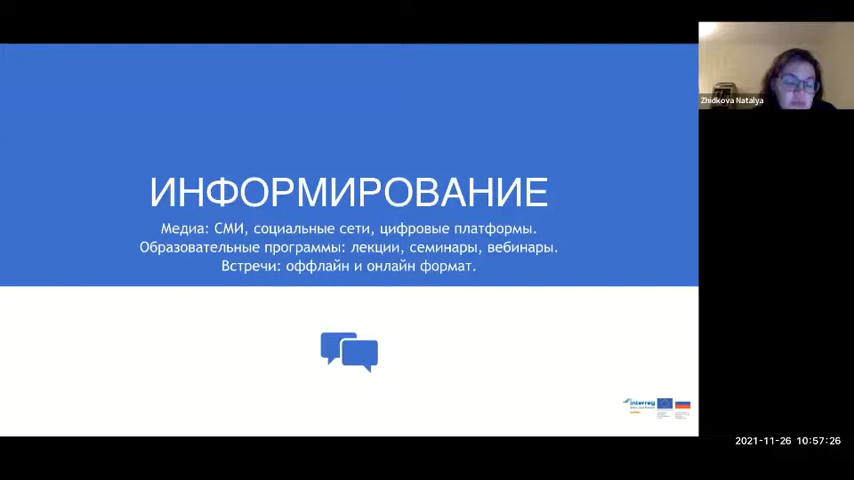 ИНФОРМИРОВАНИЕ
Медиа: СМИ, социальные сети, цифровые платформы.
Образовательные программы: лекции, семинары, вебинары.
Встречи: оффлайн и онлайн формат.
Zhidkova Natalya
interreg
2021-11-26 10:57:26